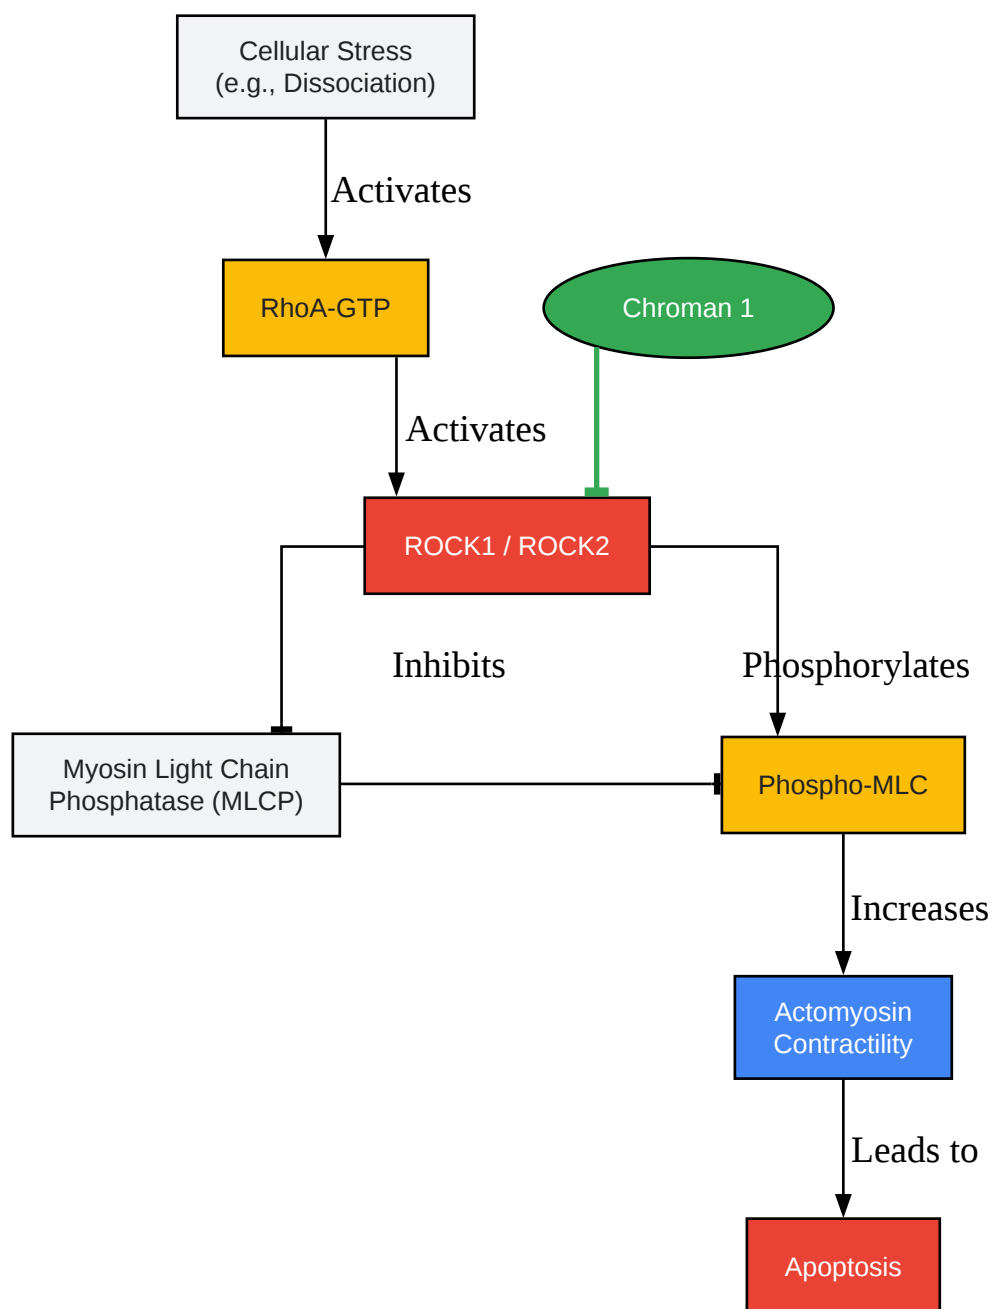 Cellular Stress
(e.g., Dissociation)
Activates
RhoA-GTP
Chroman 1
Activates
ROCK1 / ROCK2
Inhibits
Phosphorylates
Myosin Light Chain
Phosphatase (MLCP)
Phospho-MLC
Increases
Actomyosin
Contractility
Leads to
Apoptosis